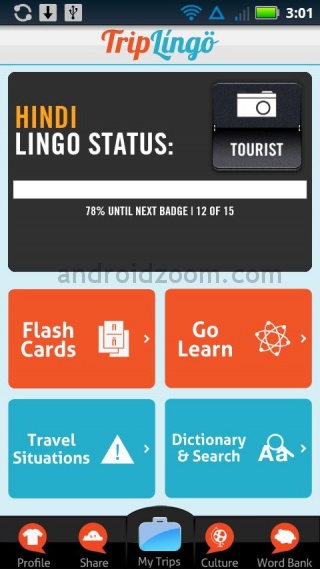 3:01
TripLingö
HINDI
LINGO STATUS:
TOURIST
78% UNTIL NEXT BADGE | 12 OF 15
androidzoom.com
Flash
Cards
Go
Learn
Travel
Situations
Dictionary
& Search
Aa
Profile
Share
My Trips
Culture
Word Bank